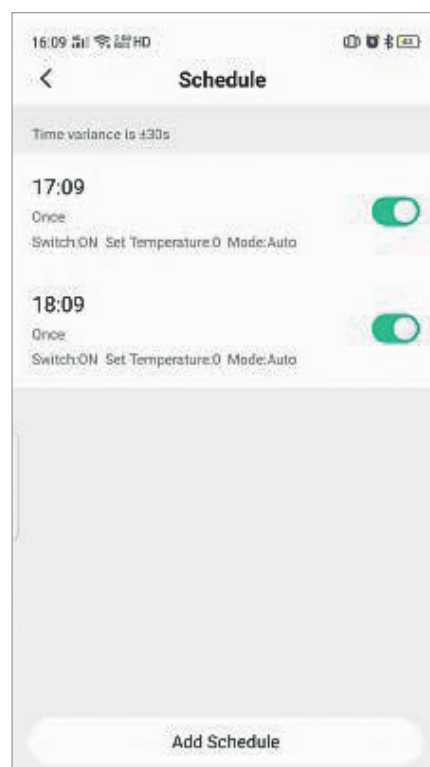 16:09 HD
Schedule
Time variance is ±30s
17:09
Once
Switch:ON Set Temperature:0 Mode:Auto
18:09
Once
Switch:ON Set Temperature:0 Mode:Auto
Add Schedule